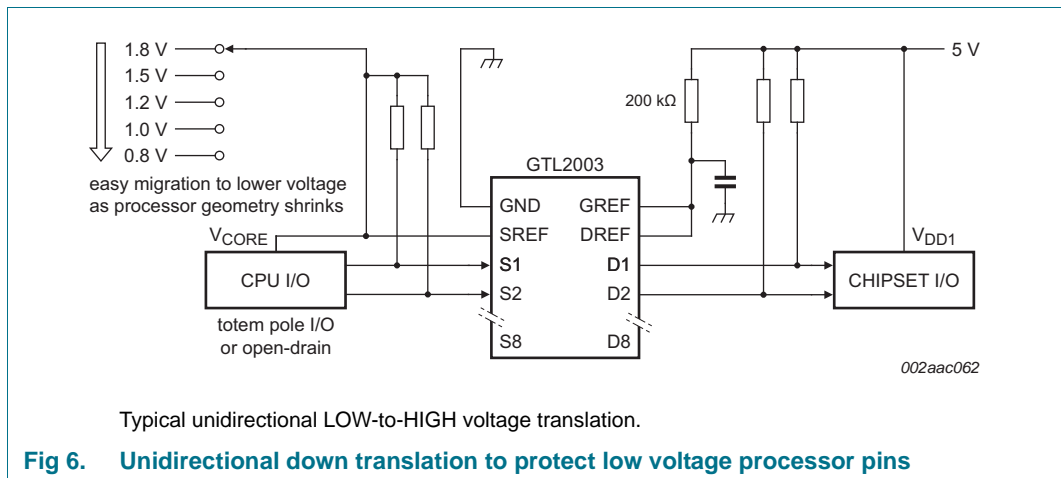 1.8 V
5 V
1.5 V
1.2 V
200 kΩ
1.0 V
0.8 V
GTL2003
easy migration to lower voltage
as processor geometry shrinks
GND GREF
VCORE SREF DREF VDD1
CPU I/O S1 D1 CHIPSET I/O
S2 D2
totem pole I/O
or open-drain
S8 D8
002aac062
Typical unidirectional LOW-to-HIGH voltage translation.
Fig 6. Unidirectional down translation to protect low voltage processor pins